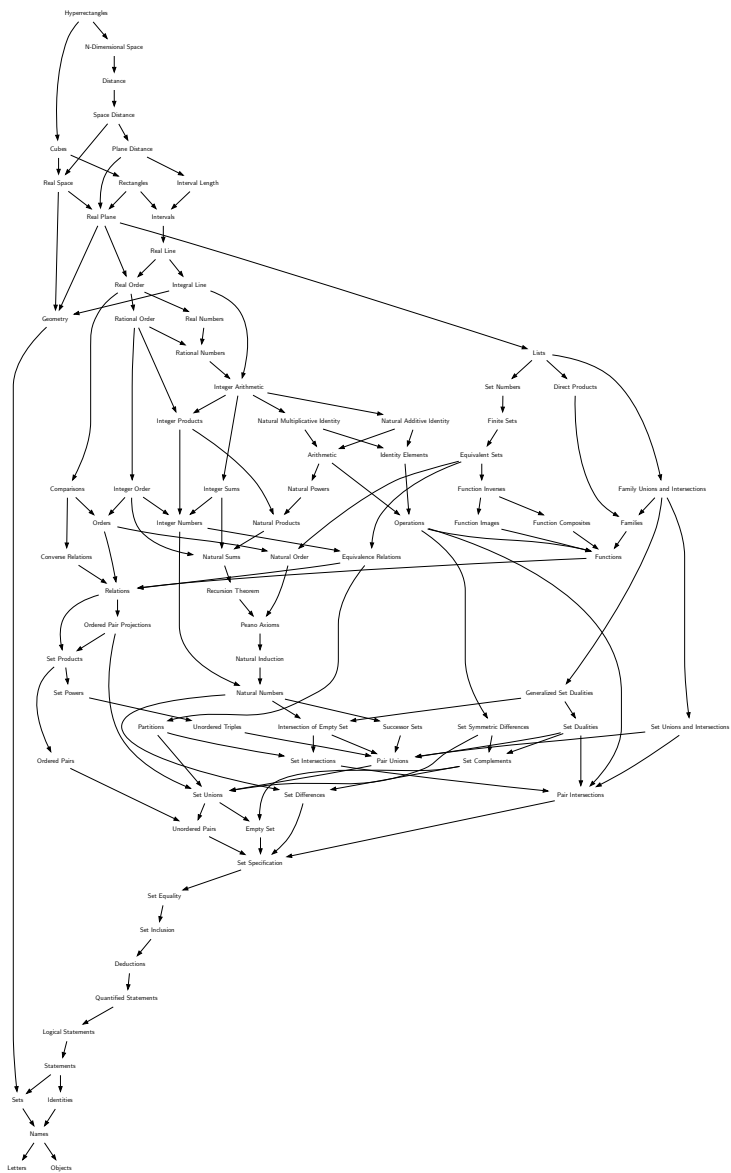 Hyperrectangles
N-Dimensional Space
Distance
Space Distance
Cubes
Plane Distance
Real Space
Rectangles
Interval Length
Real Plane
Intervals
Real Line
Real Order
Integral Line
Geometry
Rational Order
Real Numbers
Rational Numbers
Lists
Integer Arithmetic
Set Numbers
Direct Products
Integer Products
Natural Multiplicative Identity
Natural Additive Identity
Finite Sets
Arithmetic
Identity Elements
Equivalent Sets
Comparisons
Integer Order
Integer Sums
Natural Powers
Function Inverses
Family Unions and Intersections
Orders
Integer Numbers
Natural Products
Operations
Function Images
Function Composites
Families
Converse Relations
Natural Sums
Natural Order
Equivalence Relations
Functions
Relations
Recursion Theorem
Ordered Pair Projections
Peano Axioms
Set Products
Natural Induction
Set Powers
Natural Numbers
Generalized Set Dualities
Partitions
Unordered Triples
Intersection of Empty Set
Successor Sets
Set Symmetric Differences
Set Dualities
Set Unions and Intersections
Ordered Pairs
Set Intersections
Pair Unions
Set Complements
Set Unions
Set Differences
Pair Intersections
Unordered Pairs
Empty Set
Set Specification
Set Equality
Set Inclusion
Deductions
Quantified Statements
Logical Statements
Statements
Sets
Identities
Names
Letters
Objects